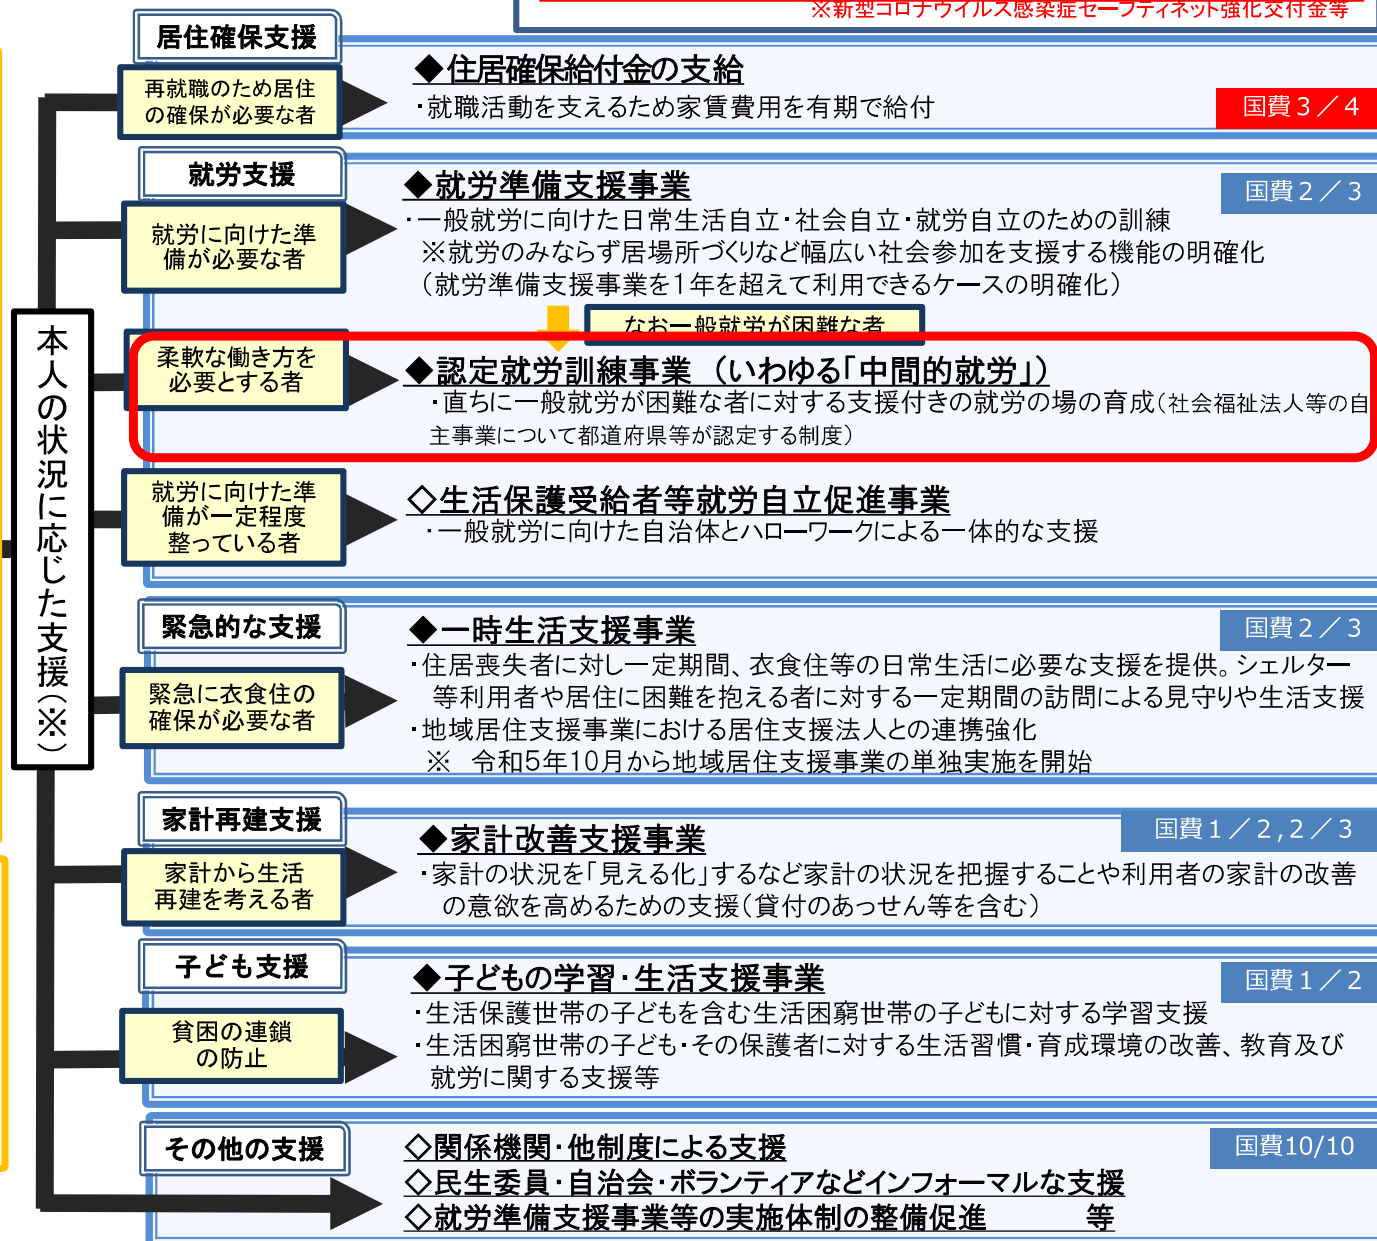 ※新型コロナウイルス感染症セーフティネット強化交付金等
居住確保支援
再就職のため居住
の確保が必要な者
◆住居確保給付金の支給
・就職活動を支えるため家賃費用を有期で給付
国費3／4
就労支援
就労に向けた準
備が必要な者
◆就労準備支援事業
国費2／3
・一般就労に向けた日常生活自立・社会自立・就労自立のための訓練
※就労のみならず居場所づくりなど幅広い社会参加を支援する機能の明確化
（就労準備支援事業を1年を超えて利用できるケースの明確化）
なお一般就労が困難な者
柔軟な働き方を
必要とする者
◆認定就労訓練事業（いわゆる「中間的就労」）
・直ちに一般就労が困難な者に対する支援付きの就労の場の育成（社会福祉法人等の自
主事業について都道府県等が認定する制度）
本人の状況に応じた支援（※）
就労に向けた準
備が一定程度
整っている者
◇生活保護受給者等就労自立促進事業
・一般就労に向けた自治体とハローワークによる一体的な支援
緊急的な支援
緊急に衣食住の
確保が必要な者
◆一時生活支援事業
国費2／3
・住居喪失者に対し一定期間、衣食住等の日常生活に必要な支援を提供。シェルター
等利用者や居住に困難を抱える者に対する一定期間の訪問による見守りや生活支援
・地域居住支援事業における居住支援法人との連携強化
※　令和5年10月から地域居住支援事業の単独実施を開始
家計再建支援
家計から生活
再建を考える者
◆家計改善支援事業
国費1／2,2／3
・家計の状況を「見える化」するなど家計の状況を把握することや利用者の家計の改善
の意欲を高めるための支援（貸付のあっせん等を含む）
子ども支援
貧困の連鎖
の防止
◆子どもの学習・生活支援事業
国費1／2
・生活保護世帯の子どもを含む生活困窮世帯の子どもに対する学習支援
・生活困窮世帯の子ども・その保護者に対する生活習慣・育成環境の改善、教育及び
就労に関する支援等
その他の支援
◇関係機関・他制度による支援
国費10/10
◇民生委員・自治会・ボランティアなどインフォーマルな支援
◇就労準備支援事業等の実施体制の整備促進　　　等